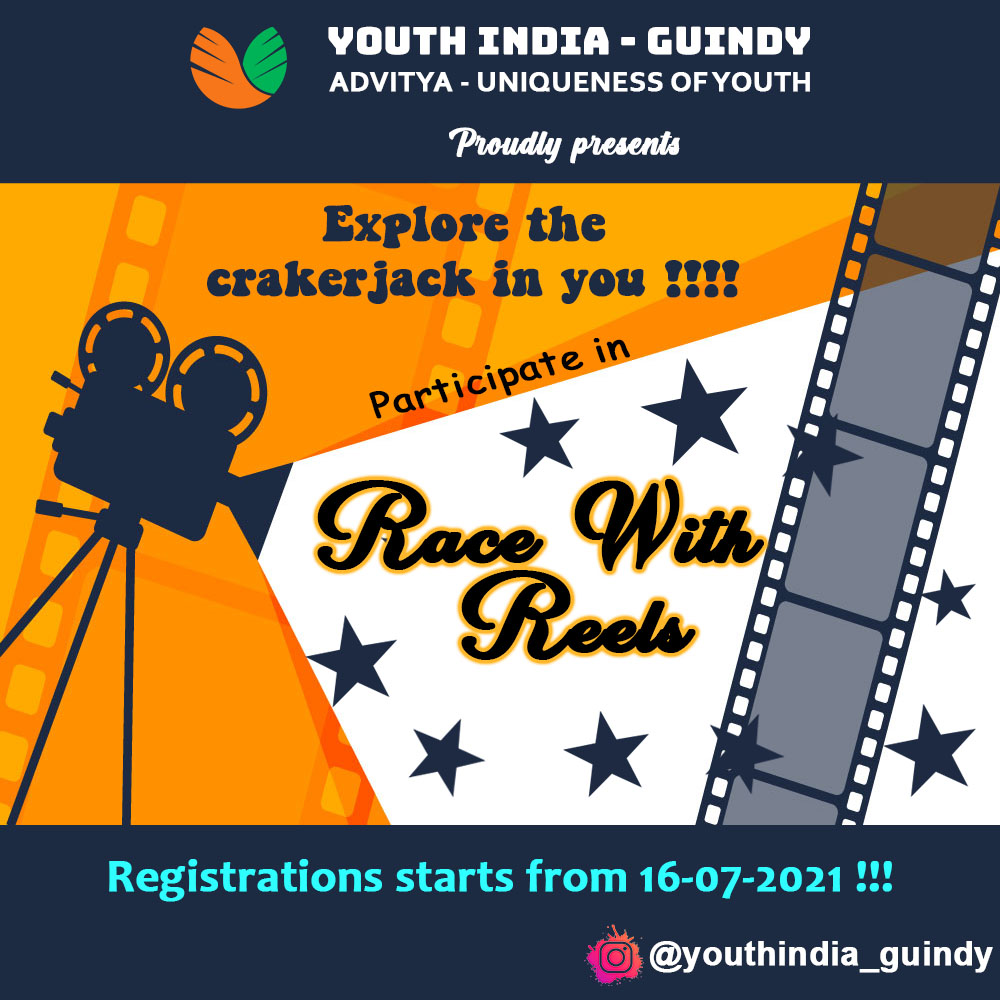 YOUTH INDIA - GUINDY
ADVITYA - UNIQUENESS OF YOUTH
Proudly presents
Explore the
crakerjack in you !!!!
Participate in
Race With
Reels
Registrations starts from 16-07-2021 !!!
@youthindia_guindy